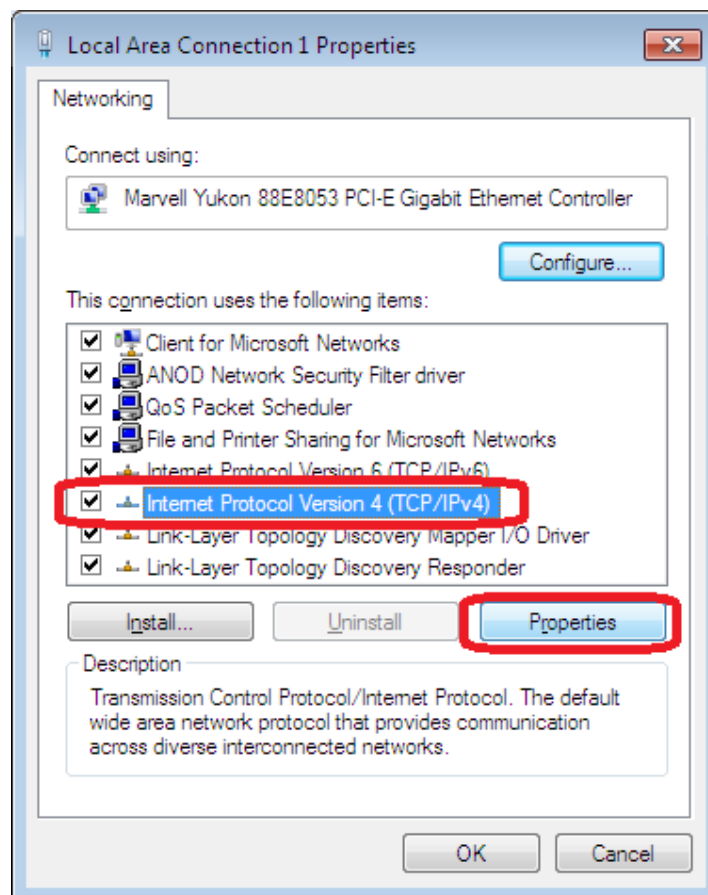 Local Area Connection 1 Properties
Networking
Connect using:
Marvell Yukon 88E8053 PCI-E Gigabit Ethernet Controller
Configure...
This connection uses the following items:
Client for Microsoft Networks
ANOD Network Security Filter driver
QoS Packet Scheduler
File and Printer Sharing for Microsoft Networks
Internet Protocol Version 6 (TCP/IPv6)
Internet Protocol Version 4 (TCP/IPv4)
Link-Layer Topology Discovery Mapper I/O Driver
Link-Layer Topology Discovery Responder
Install... Uninstall Properties
Description
Transmission Control Protocol/Internet Protocol. The default
wide area network protocol that provides communication
across diverse interconnected networks.
OK Cancel